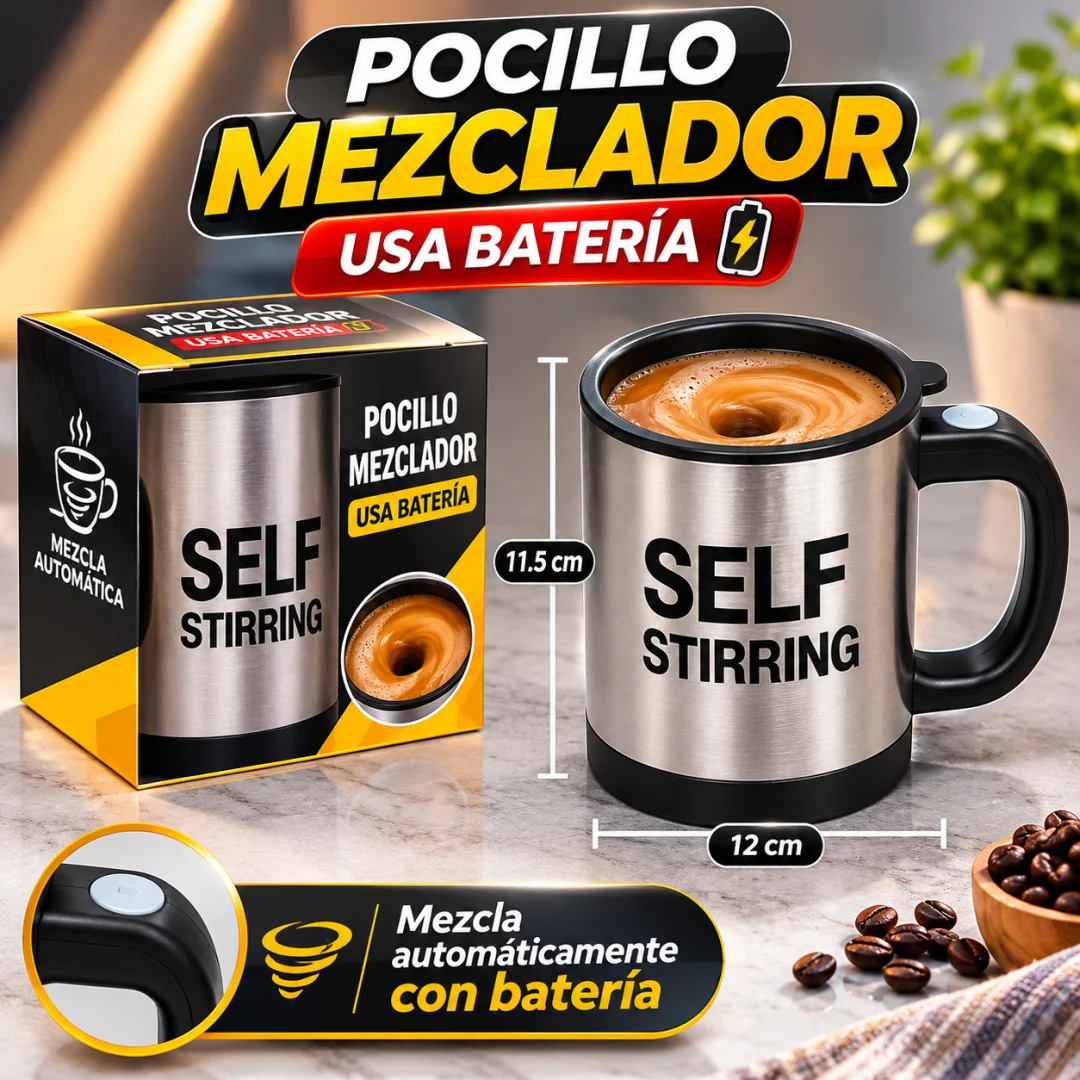 POCILLO
MEZCLADOR
USA BATERÍA
POCILLO
MEZCLADOR
USA BATERÍA
MEZCLA
AUTOMÁTICA
SELF
STIRRING
POCILLO
MEZCLADOR
USA BATERÍA
11.5 cm
SELF
STIRRING
12 cm
Mezcla
automáticamente
con batería